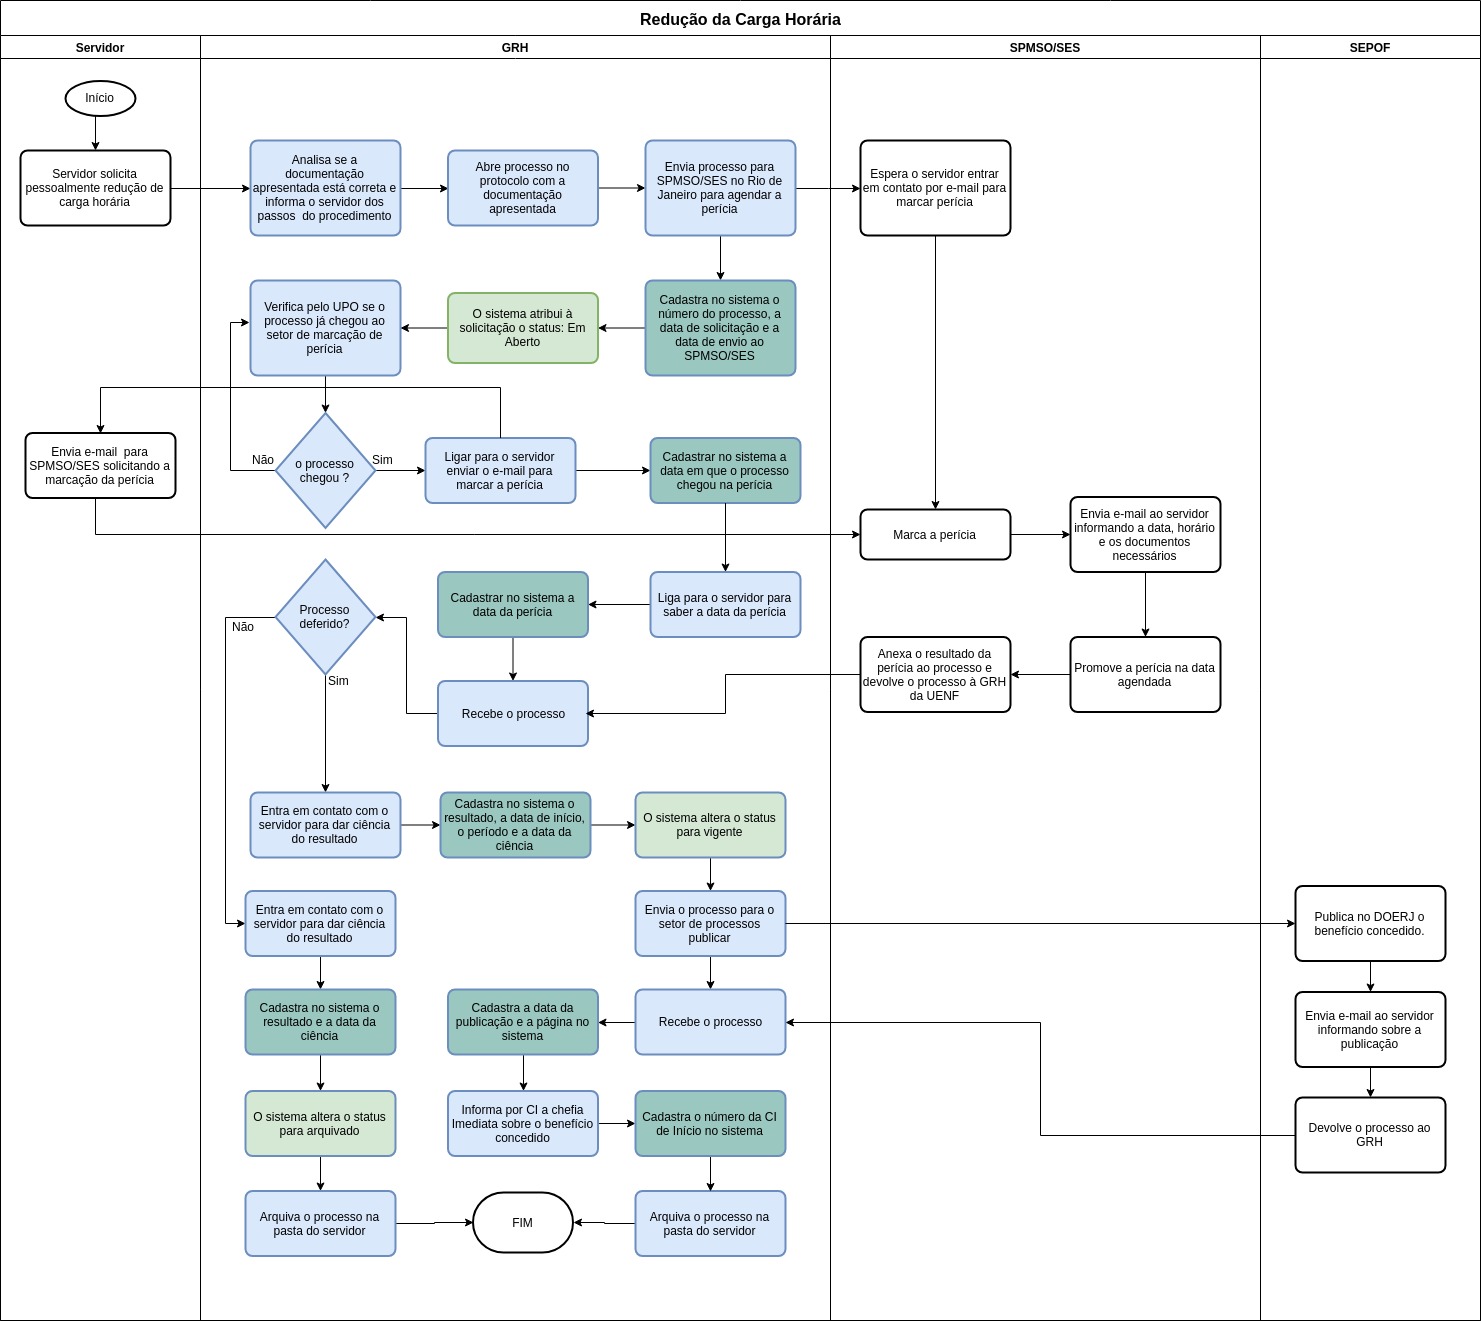 Redução da Carga Horária
Servidor
GRH
SPMSO/SES
SEPOF
Início
Servidor solicita
pessoalmente redução de
carga horária
Analisa se a
documentação
apresentada está correta e
informa o servidor dos
passos  do procedimento
Abre processo no
protocolo com a
documentação
apresentada
Envia processo para
SPMSO/SES no Rio de
Janeiro para agendar a
perícia
Espera o servidor entrar
em contato por e-mail para
marcar perícia
Verifica pelo UPO se o
processo já chegou ao
setor de marcação de
perícia
O sistema atribui à
solicitação o status: Em
Aberto
Cadastra no sistema o
número do processo, a
data de solicitação e a
data de envio ao
SPMSO/SES
Envia e-mail  para
SPMSO/SES solicitando a
marcação da perícia
Não
o processo
chegou ?
Sim
Ligar para o servidor
enviar o e-mail para
marcar a perícia
Cadastrar no sistema a
data em que o processo
chegou na perícia
Marca a perícia
Envia e-mail ao servidor
informando a data, horário
e os documentos
necessários
Processo
deferido?
Não
Sim
Cadastrar no sistema a
data da perícia
Liga para o servidor para
saber a data da perícia
Anexa o resultado da
perícia ao processo e
devolve o processo à GRH
da UENF
Promove a perícia na data
agendada
Recebe o processo
Entra em contato com o
servidor para dar ciência
do resultado
Cadastra no sistema o
resultado, a data de início,
o período e a data da
ciência
O sistema altera o status
para vigente
Entra em contato com o
servidor para dar ciência
do resultado
Envia o processo para o
setor de processos
publicar
Publica no DOERJ o
benefício concedido.
Cadastra no sistema o
resultado e a data da
ciência
Cadastra a data da
publicação e a página no
sistema
Recebe o processo
Envia e-mail ao servidor
informando sobre a
publicação
O sistema altera o status
para arquivado
Informa por CI a chefia
Imediata sobre o benefício
concedido
Cadastra o número da CI
de Início no sistema
Devolve o processo ao
GRH
Arquiva o processo na
pasta do servidor
FIM
Arquiva o processo na
pasta do servidor